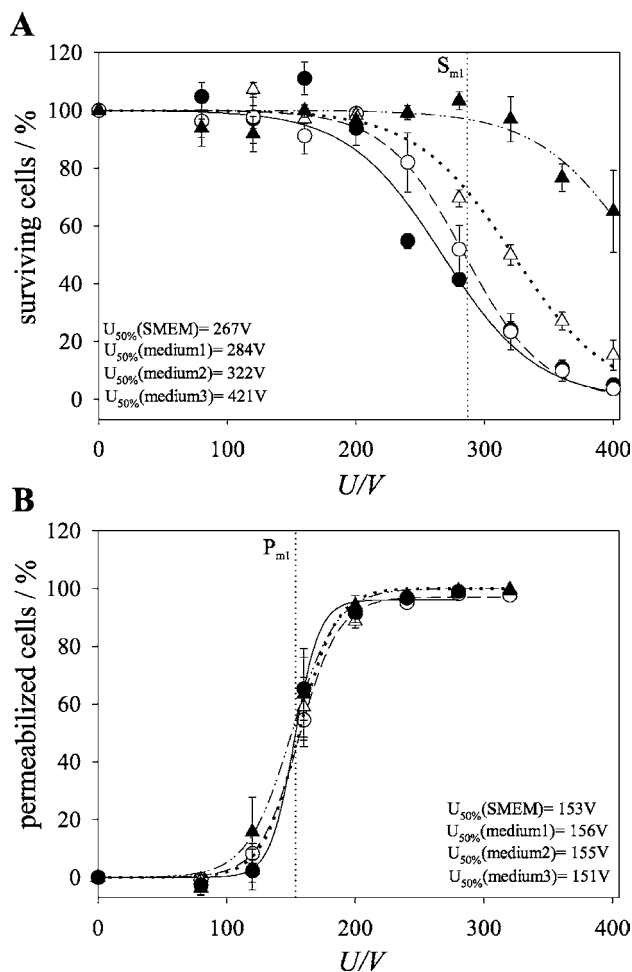 A
120
100
80
60
40
20
0
surviving cells / %
S_m1
U_50%(SMEM)= 267V
U_50%(medium1)= 284V
U_50%(medium2)= 322V
U_50%(medium3)= 421V
0 100 200 300 400
U/V
B
120
100
80
60
40
20
0
permeabilized cells / %
P_m1
U_50%(SMEM)= 153V
U_50%(medium1)= 156V
U_50%(medium2)= 155V
U_50%(medium3)= 151V
0 100 200 300 400
U/V